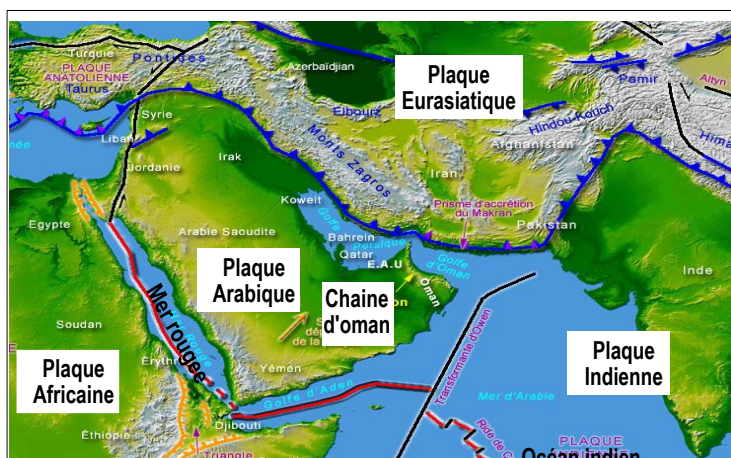 Turquie
PLAQUE
ANATOLIENNE
Taurus
Pontides
Azerbaïdjan
Plaque
Eurasiatique
Pamir
Altyn
Elbourz
Hindou Kouch
Afghanistan
Syrie
Liban
Jordanie
Irak
Monts Zagros
Iran
Prisme d'accrétion
du Makran
Pakistan
Koweit
Golfe
Persique
Bahrein
Qatar
E.A.U
Golfe
d'Oman
Oman
Egypte
Arabie Saoudite
Plaque
Arabique
Chaine
d'oman
Inde
Mer rougee
Soudan
Plaque
Africaine
Yémen
Golfe d'Aden
Transformante d'Owen
Mer d'Arabie
Plaque
Indienne
Éthiopie
Djibouti
Triangle
PLAQUE
Océan indien